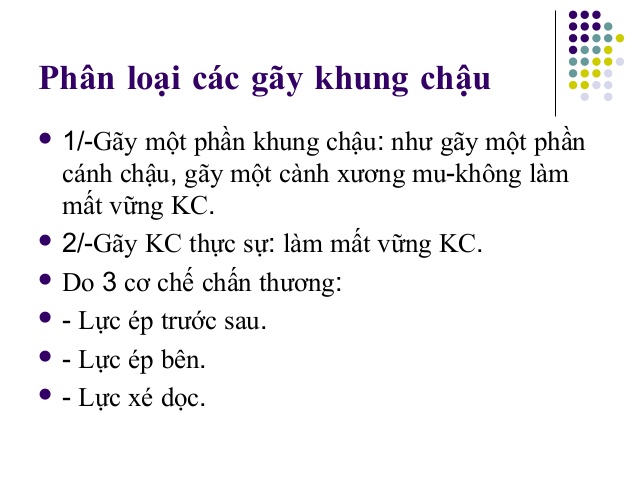 Phân loại các gãy khung chậu
1/-Gãy một phần khung chậu: như gãy một phần
cánh chậu, gãy một cành xương mu-không làm
mất vững KC.
2/-Gãy KC thực sự: làm mất vững KC.
Do 3 cơ chế chấn thương:
- Lực ép trước sau.
- Lực ép bên.
- Lực xé dọc.